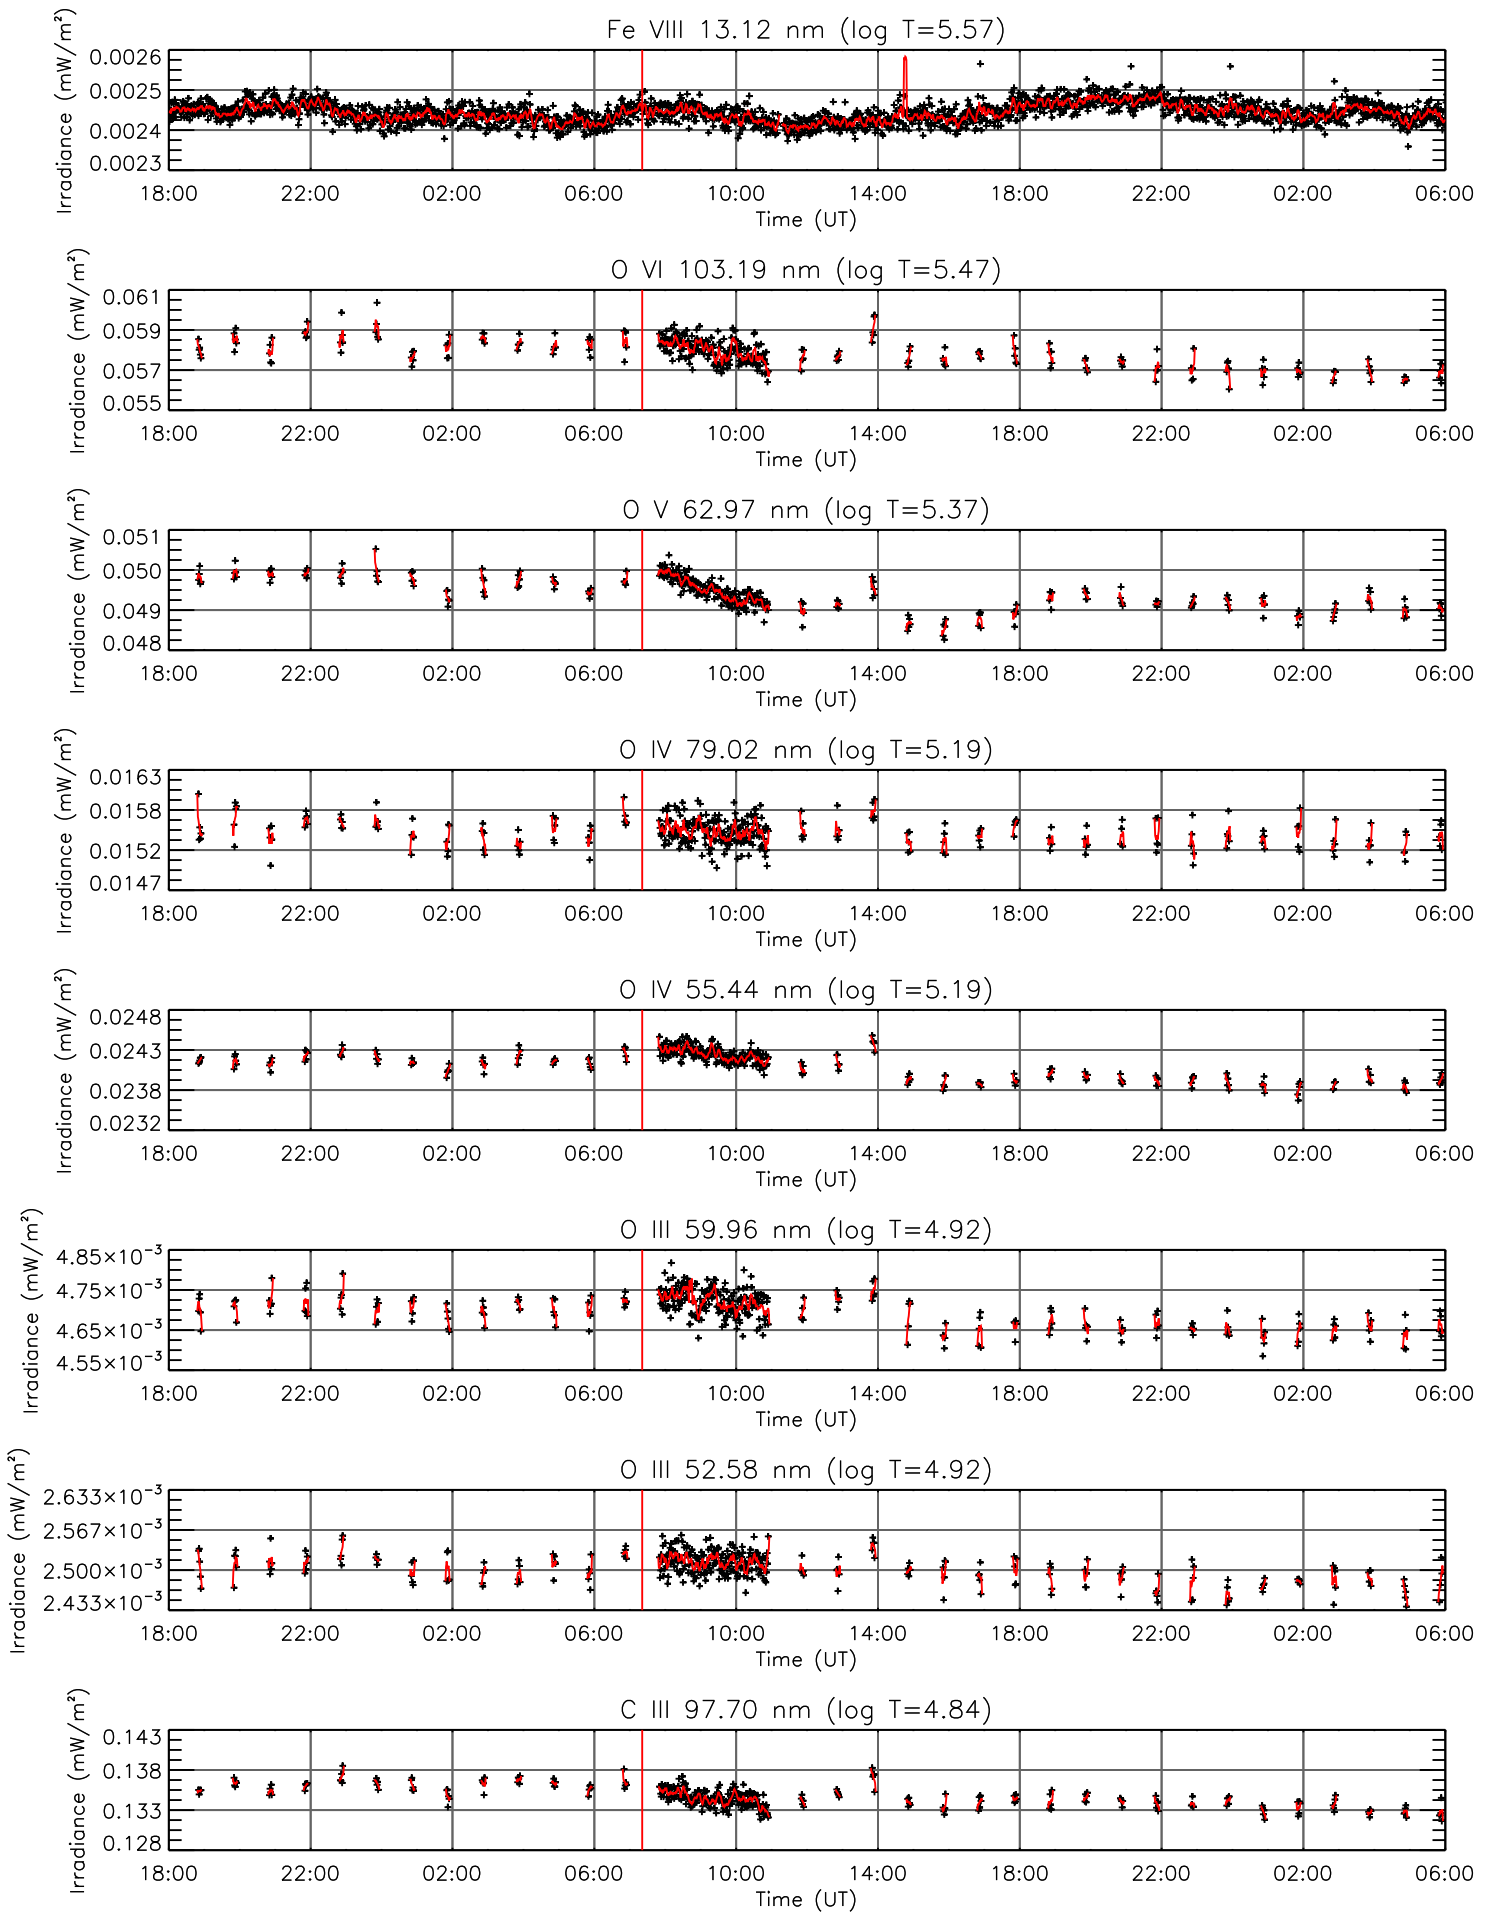 Fe VIII 13.12 nm (log T=5.57)
Irradiance (mW/m²)
0.0026
0.0025
0.0024
0.0023
18:00 22:00 02:00 06:00 10:00 14:00 18:00 22:00 02:00 06:00
Time (UT)
O VI 103.19 nm (log T=5.47)
Irradiance (mW/m²)
0.061
0.059
0.057
0.055
18:00 22:00 02:00 06:00 10:00 14:00 18:00 22:00 02:00 06:00
Time (UT)
O V 62.97 nm (log T=5.37)
Irradiance (mW/m²)
0.051
0.050
0.049
0.048
18:00 22:00 02:00 06:00 10:00 14:00 18:00 22:00 02:00 06:00
Time (UT)
O IV 79.02 nm (log T=5.19)
Irradiance (mW/m²)
0.0163
0.0158
0.0152
0.0147
18:00 22:00 02:00 06:00 10:00 14:00 18:00 22:00 02:00 06:00
Time (UT)
O IV 55.44 nm (log T=5.19)
Irradiance (mW/m²)
0.0248
0.0243
0.0238
0.0232
18:00 22:00 02:00 06:00 10:00 14:00 18:00 22:00 02:00 06:00
Time (UT)
O III 59.96 nm (log T=4.92)
Irradiance (mW/m²)
4.85×10⁻³
4.75×10⁻³
4.65×10⁻³
4.55×10⁻³
18:00 22:00 02:00 06:00 10:00 14:00 18:00 22:00 02:00 06:00
Time (UT)
O III 52.58 nm (log T=4.92)
Irradiance (mW/m²)
2.633×10⁻³
2.567×10⁻³
2.500×10⁻³
2.433×10⁻³
18:00 22:00 02:00 06:00 10:00 14:00 18:00 22:00 02:00 06:00
Time (UT)
C III 97.70 nm (log T=4.84)
Irradiance (mW/m²)
0.143
0.138
0.133
0.128
18:00 22:00 02:00 06:00 10:00 14:00 18:00 22:00 02:00 06:00
Time (UT)